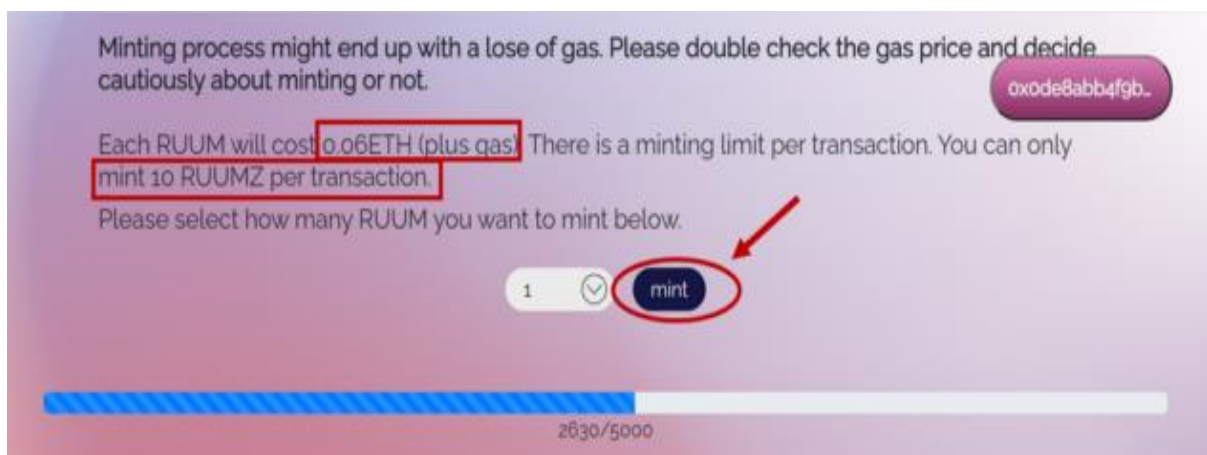 Minting process might end up with a lose of gas. Please double check the gas price and decide
cautiously about minting or not.
0x0de8abb4f9b...
Each RUUM will cost 0.06ETH (plus gas) There is a minting limit per transaction. You can only
mint 10 RUUMZ per transaction.
Please select how many RUUM you want to mint below.
1
mint
2630/5000